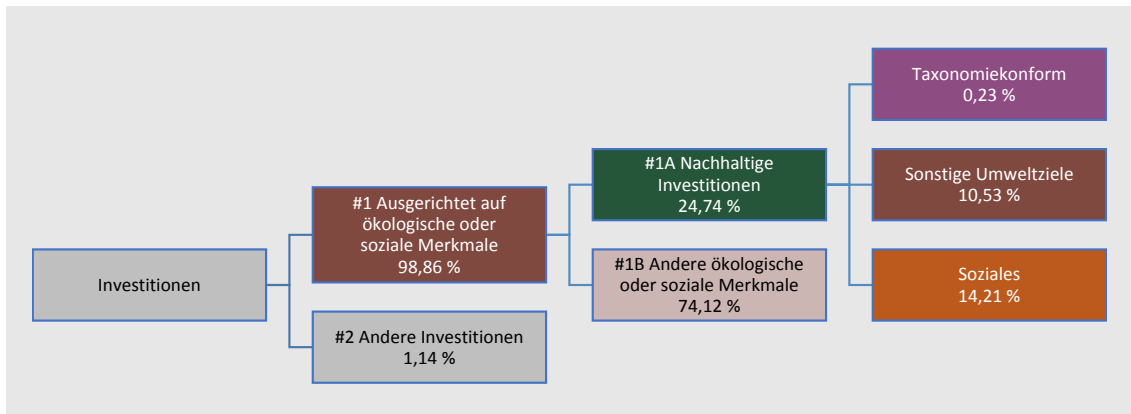 Investitionen
#1 Ausgerichtet auf
ökologische oder
soziale Merkmale
98,86 %
#2 Andere Investitionen
1,14 %
#1A Nachhaltige
Investitionen
24,74 %
#1B Andere ökologische
oder soziale Merkmale
74,12 %
Taxonomiekonform
0,23 %
Sonstige Umweltziele
10,53 %
Soziales
14,21 %